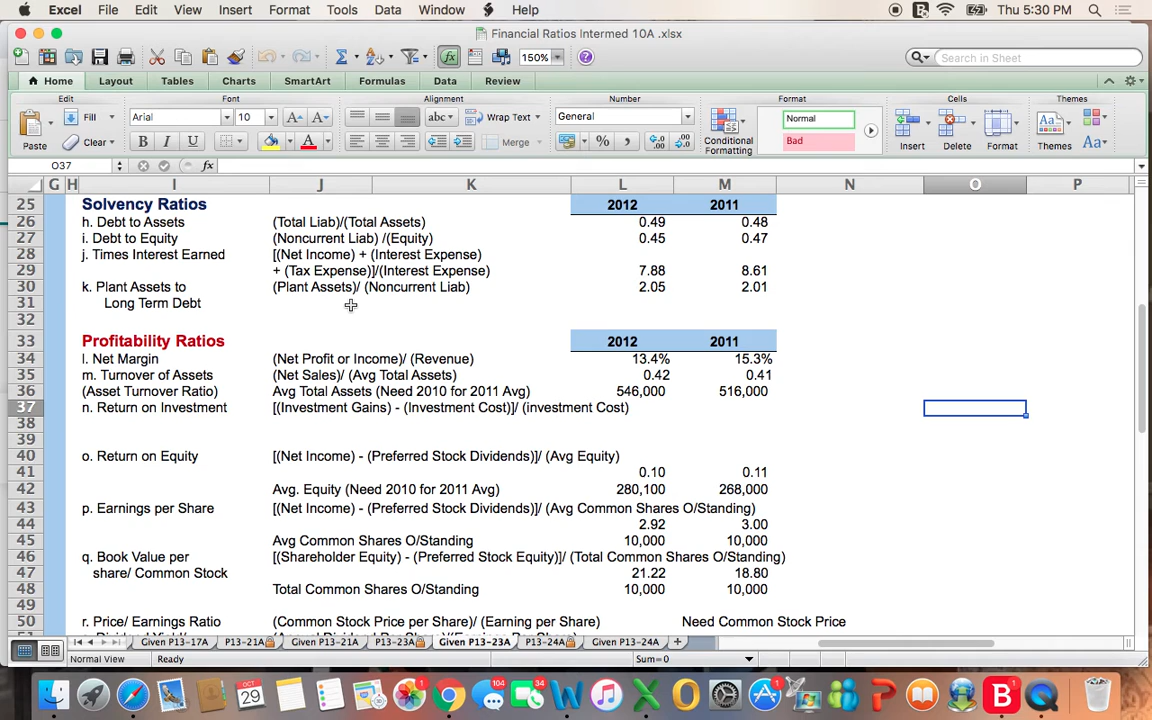 Excel File Edit View Insert Format Tools Data Window Help Thu 5:30 PM
Financial Ratios Intermed 10A .xlsx
150% Search in Sheet
Home Layout Tables Charts SmartArt Formulas Data Review
Edit Font Alignment Number Format Cells Themes
Fill Arial 10 abc Wrap Text General Normal
Paste Clear Merge Conditional Formatting Bad Insert Delete Format Themes Aa
O37 fx
G H I J K L M N O P
25 Solvency Ratios 2012 2011
26 h. Debt to Assets (Total Liab)/(Total Assets) 0.49 0.48
27 i. Debt to Equity (Noncurrent Liab) /(Equity) 0.45 0.47
28 j. Times Interest Earned [(Net Income) + (Interest Expense)
29 + (Tax Expense)]/(Interest Expense) 7.88 8.61
30 k. Plant Assets to (Plant Assets)/ (Noncurrent Liab) 2.05 2.01
31 Long Term Debt
32
33 Profitability Ratios 2012 2011
34 l. Net Margin (Net Profit or Income)/ (Revenue) 13.4% 15.3%
35 m. Turnover of Assets (Net Sales)/ (Avg Total Assets) 0.42 0.41
36 (Asset Turnover Ratio) Avg Total Assets (Need 2010 for 2011 Avg) 546,000 516,000
37 n. Return on Investment [(Investment Gains) - (Investment Cost)]/ (investment Cost)
38
39
40 o. Return on Equity [(Net Income) - (Preferred Stock Dividends)]/ (Avg Equity)
41 0.10 0.11
42 Avg. Equity (Need 2010 for 2011 Avg) 280,100 268,000
43 p. Earnings per Share [(Net Income) - (Preferred Stock Dividends)]/ (Avg Common Shares O/Standing)
44 2.92 3.00
45 Avg Common Shares O/Standing 10,000 10,000
46 q. Book Value per [(Shareholder Equity) - (Preferred Stock Equity)]/ (Total Common Shares O/Standing)
47 share/ Common Stock 21.22 18.80
48 Total Common Shares O/Standing 10,000 10,000
49
50 r. Price/ Earnings Ratio (Common Stock Price per Share)/ (Earning per Share) Need Common Stock Price
Given P13-17A P13-21A Given P13-21A P13-23A Given P13-23A P13-24A Given P13-24A
Normal View Ready Sum=0
OCT 29 1 104 34 1